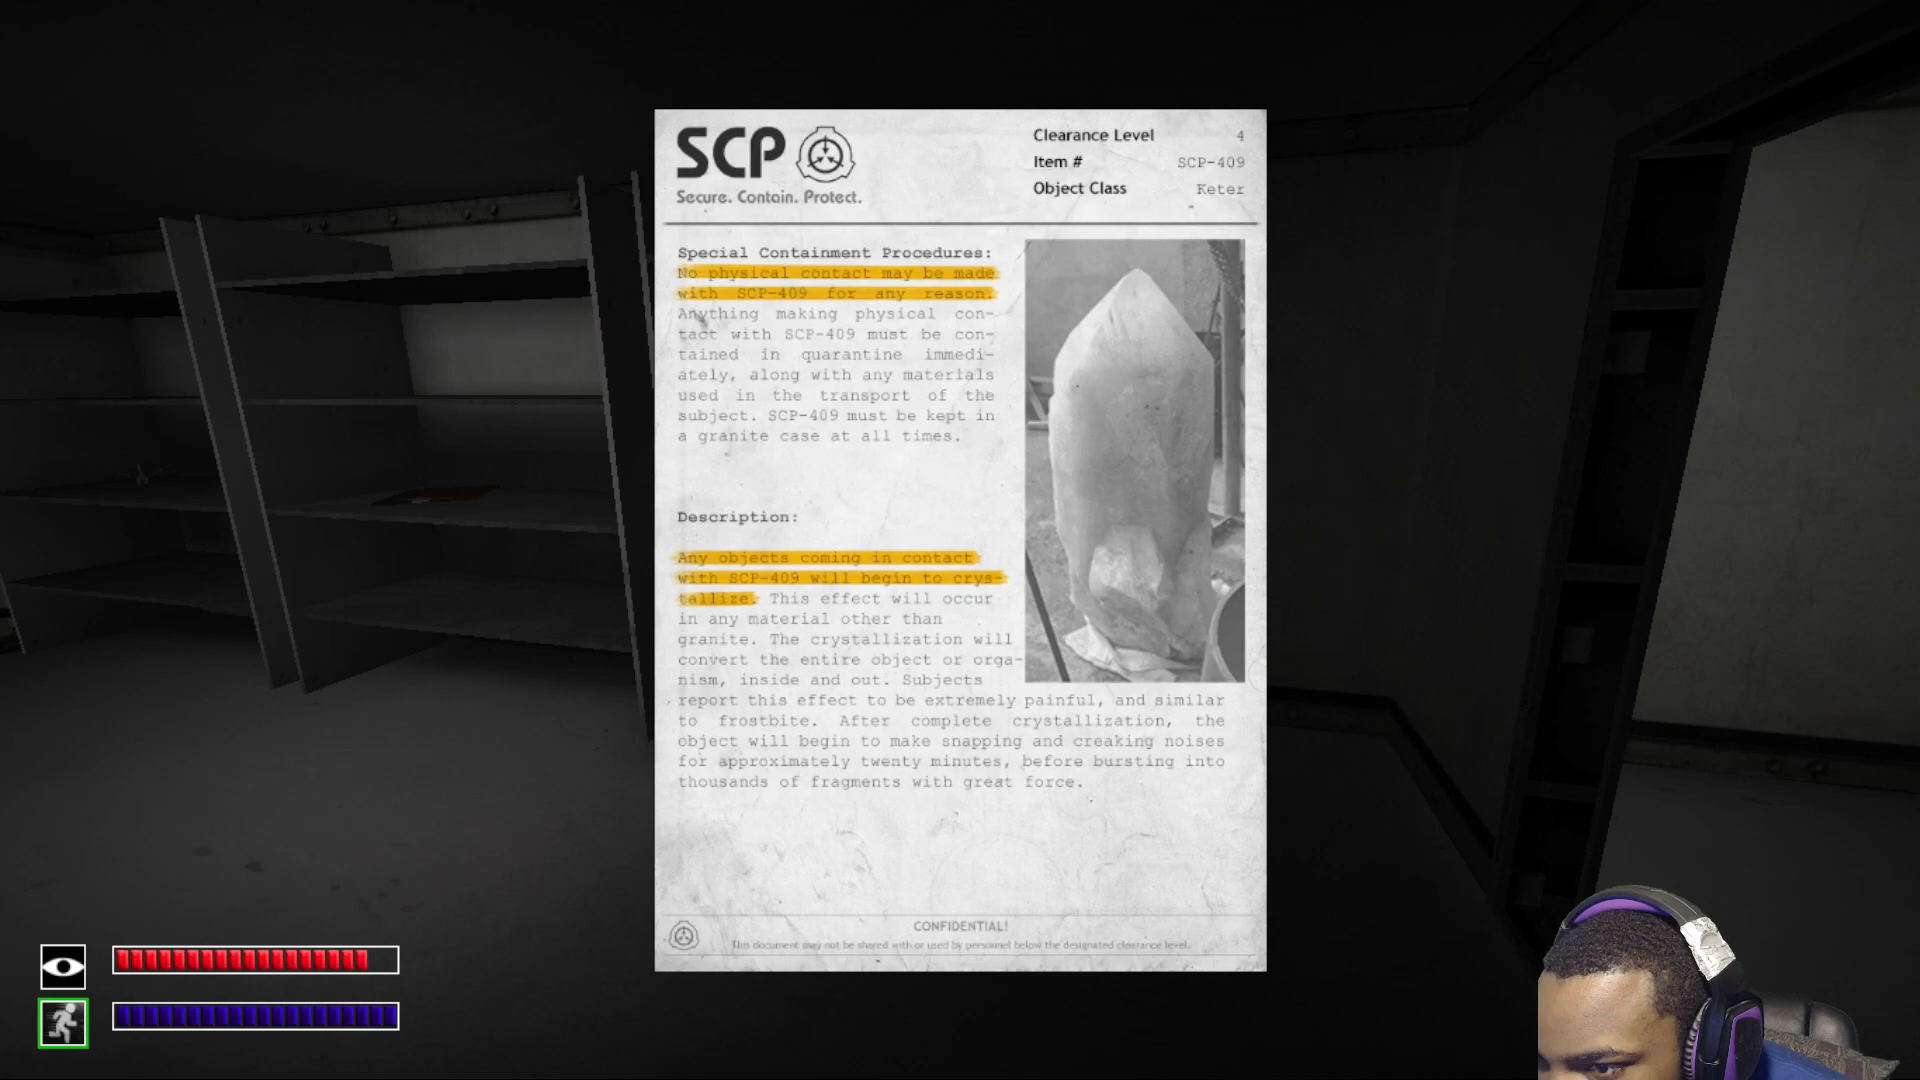 SCP
Secure. Contain. Protect.
Clearance Level 4
Item # SCP-409
Object Class Keter
Special Containment Procedures:
No physical contact may be made
with SCP-409 for any reason.
Anything making physical con-
tact with SCP-409 must be con-
tained in quarantine immedi-
ately, along with any materials
used in the transport of the
subject. SCP-409 must be kept in
a granite case at all times.
Description:
Any objects coming in contact
with SCP-409 will begin to crys-
tallize. This effect will occur
in any material other than
granite. The crystallization will
convert the entire object or orga-
nism, inside and out. Subjects
report this effect to be extremely painful, and similar
to frostbite. After complete crystallization, the
object will begin to make snapping and creaking noises
for approximately twenty minutes, before bursting into
thousands of fragments with great force.
CONFIDENTIAL!
This document may not be shared with or used by personnel below the designated clearance level.